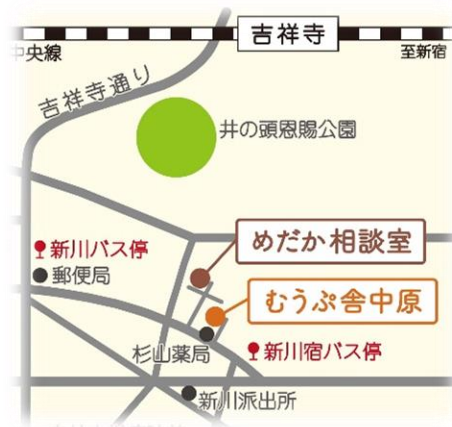 吉祥寺
中央線
至新宿
吉祥寺通り
井の頭恩賜公園
めだか相談室
新川バス停
郵便局
むうぷ舎中原
杉山薬局
新川宿バス停
新川派出所